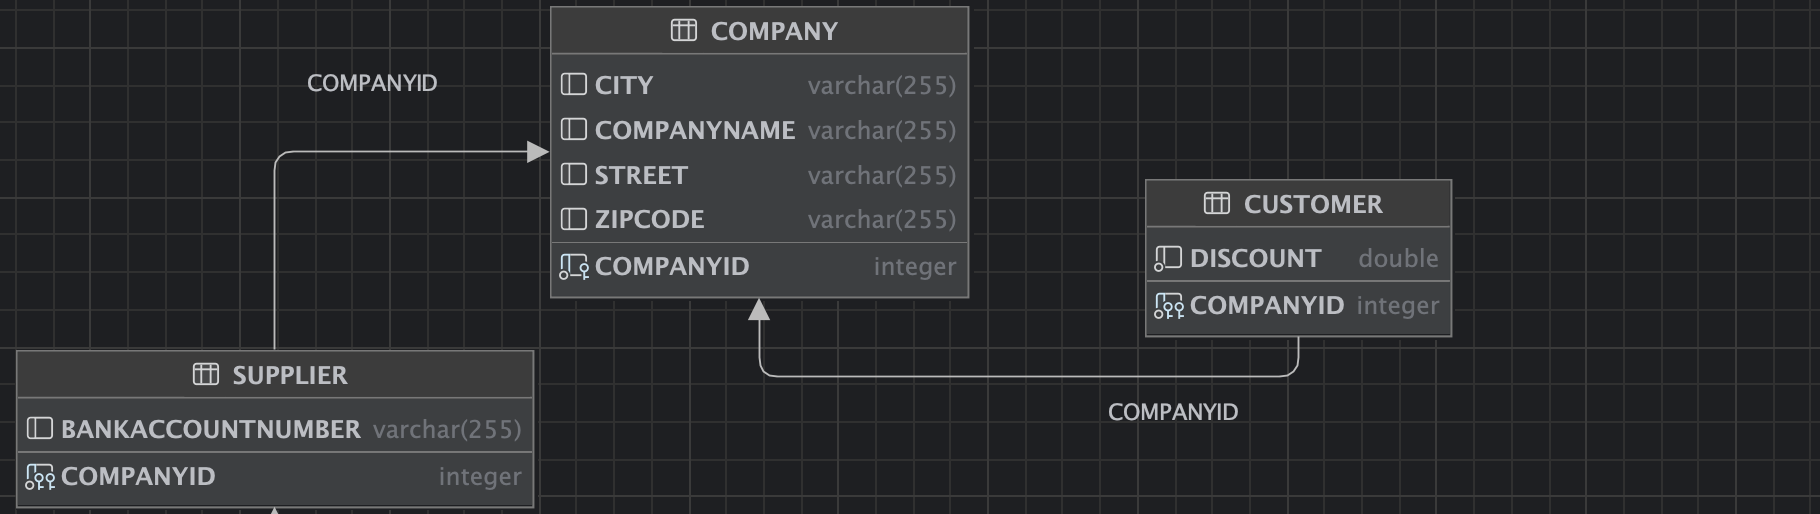 COMPANY
COMPANYID
CITY varchar(255)
COMPANYNAME varchar(255)
STREET varchar(255)
ZIPCODE varchar(255)
COMPANYID integer
CUSTOMER
DISCOUNT double
COMPANYID integer
SUPPLIER
BANKACCOUNTNUMBER varchar(255)
COMPANYID integer
COMPANYID